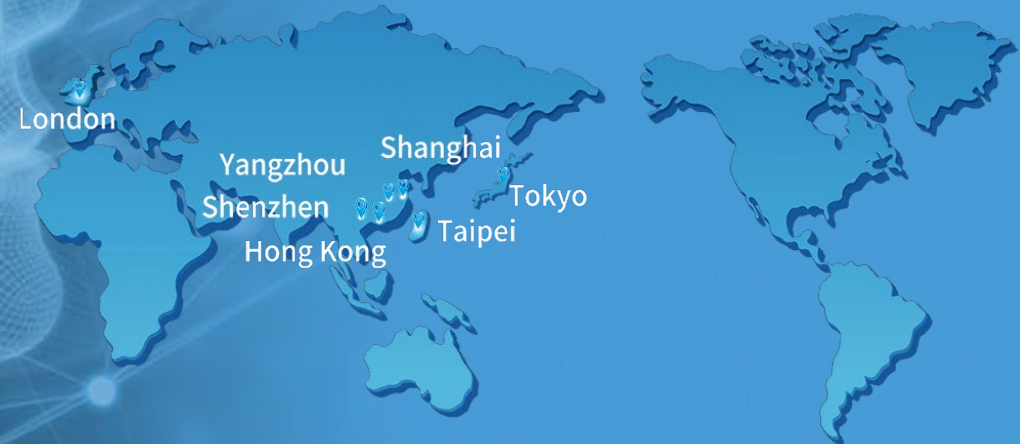 London
Shanghai
Yangzhou
Tokyo
Shenzhen
Taipei
Hong Kong